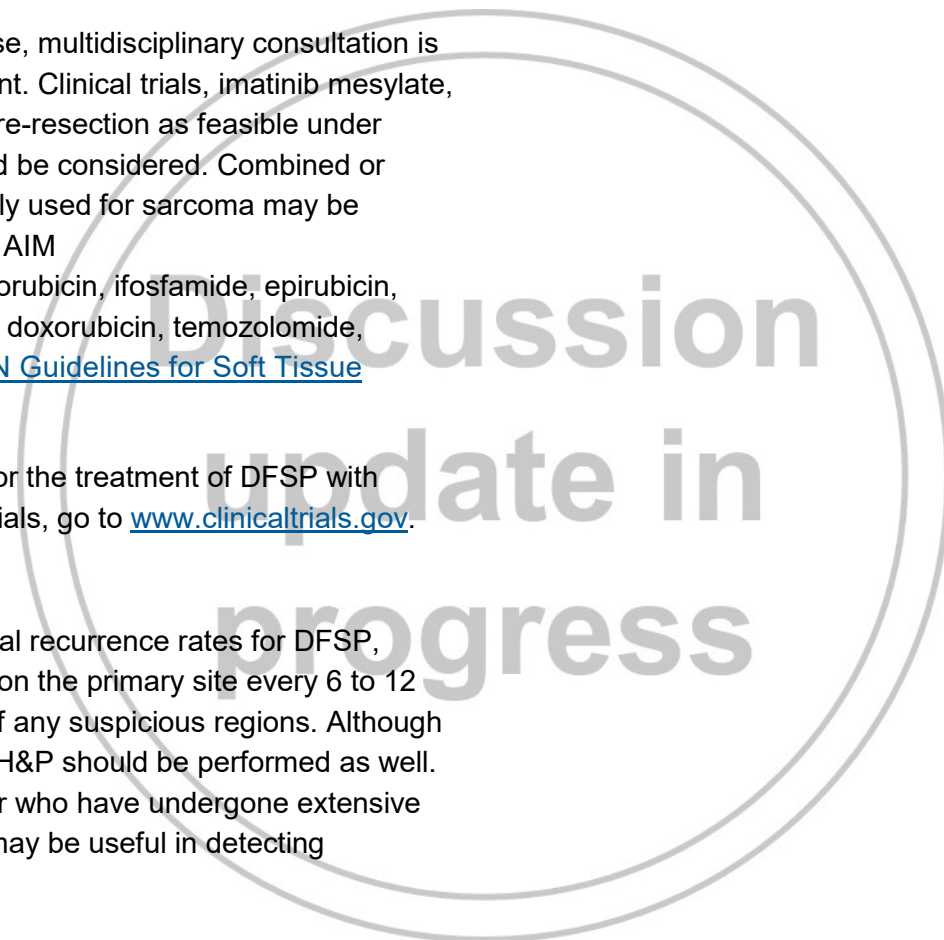 se, multidisciplinary consultation is
nt. Clinical trials, imatinib mesylate,
re-resection as feasible under
d be considered. Combined or
ly used for sarcoma may be
AIM
orubicin, ifosfamide, epirubicin,
doxorubicin, temozolomide,
N Guidelines for Soft Tissue
or the treatment of DFSP with
ials, go to www.clinicaltrials.gov.
al recurrence rates for DFSP,
on the primary site every 6 to 12
f any suspicious regions. Although
H&P should be performed as well.
r who have undergone extensive
may be useful in detecting
Discussion
update in
progress